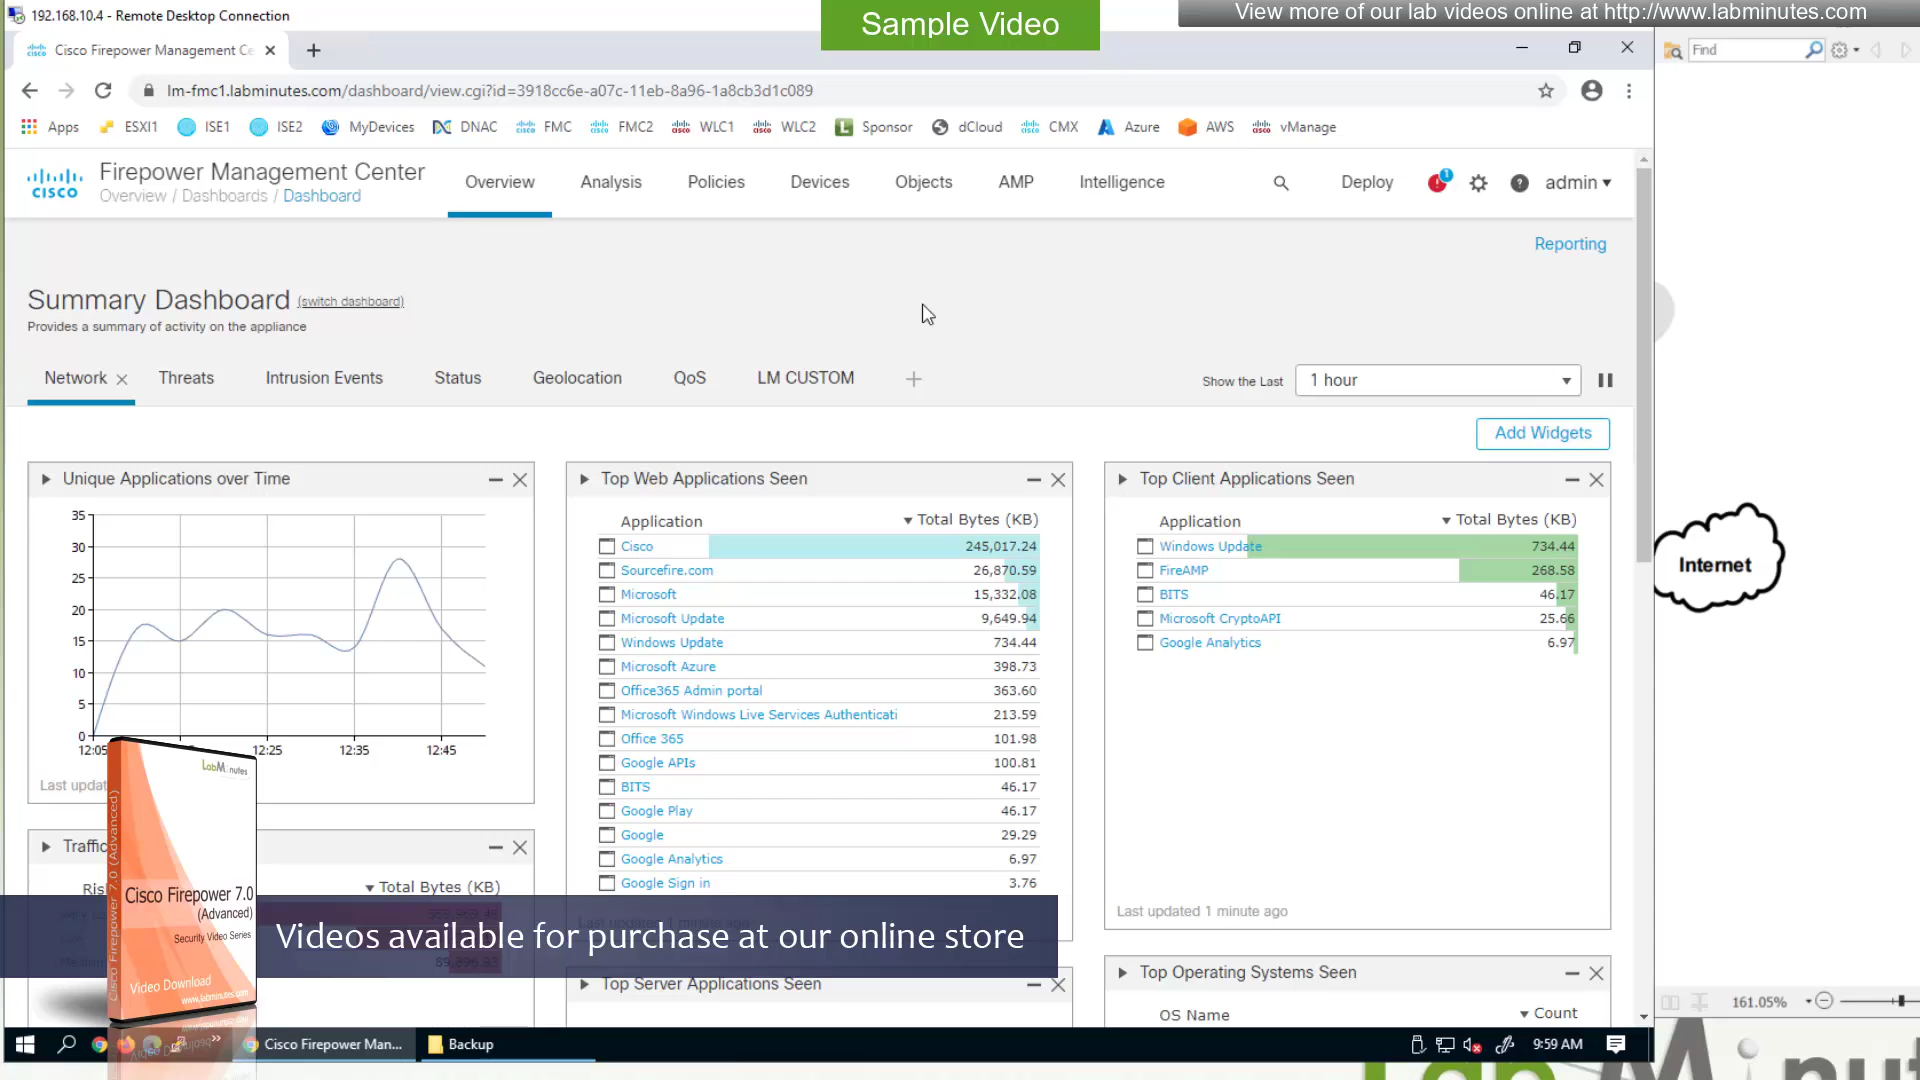 192.168.10.4 - Remote Desktop Connection
Sample Video
View more of our lab videos online at http://www.labminutes.com
Cisco Firepower Management Ce
Find
lm-fmc1.labminutes.com/dashboard/view.cgi?id=3918cc6e-a07c-11eb-8a96-1a8cb3d1c089
Apps ESXI1 ISE1 ISE2 MyDevices DNAC FMC FMC2 WLC1 WLC2 Sponsor dCloud CMX Azure AWS vManage
CISCO
Firepower Management Center
Overview / Dashboards / Dashboard
Overview Analysis Policies Devices Objects AMP Intelligence Deploy 1 admin
Reporting
Summary Dashboard (switch dashboard)
Provides a summary of activity on the appliance
Network Threats Intrusion Events Status Geolocation QoS LM CUSTOM
Show the Last 1 hour
Add Widgets
Unique Applications over Time
35
30
25
20
15
10
5
0
12:05 12:25 12:35 12:45
Last updat
Top Web Applications Seen
Application Total Bytes (KB)
Cisco 245,017.24
Sourcefire.com 26,870.59
Microsoft 15,332.08
Microsoft Update 9,649.94
Windows Update 734.44
Microsoft Azure 398.73
Office365 Admin portal 363.60
Microsoft Windows Live Services Authenticati 213.59
Office 365 101.98
Google APIs 100.81
BITS 46.17
Google Play 46.17
Google 29.29
Google Analytics 6.97
Google Sign in 3.76
Top Client Applications Seen
Application Total Bytes (KB)
Windows Update 734.44
FireAMP 268.58
BITS 46.17
Microsoft CryptoAPI 25.66
Google Analytics 6.97
Last updated 1 minute ago
Internet
Traffic
Ris Total Bytes (KB)
LabMinutes
Cisco Firepower 7.0 (Advanced)
Cisco Firepower 7.0
(Advanced)
Security Video Series
Video Download
www.labminutes.com
Videos available for purchase at our online store
Top Server Applications Seen
Top Operating Systems Seen
OS Name Count
161.05%
Cisco Firepower Man...
Backup
9:59 AM